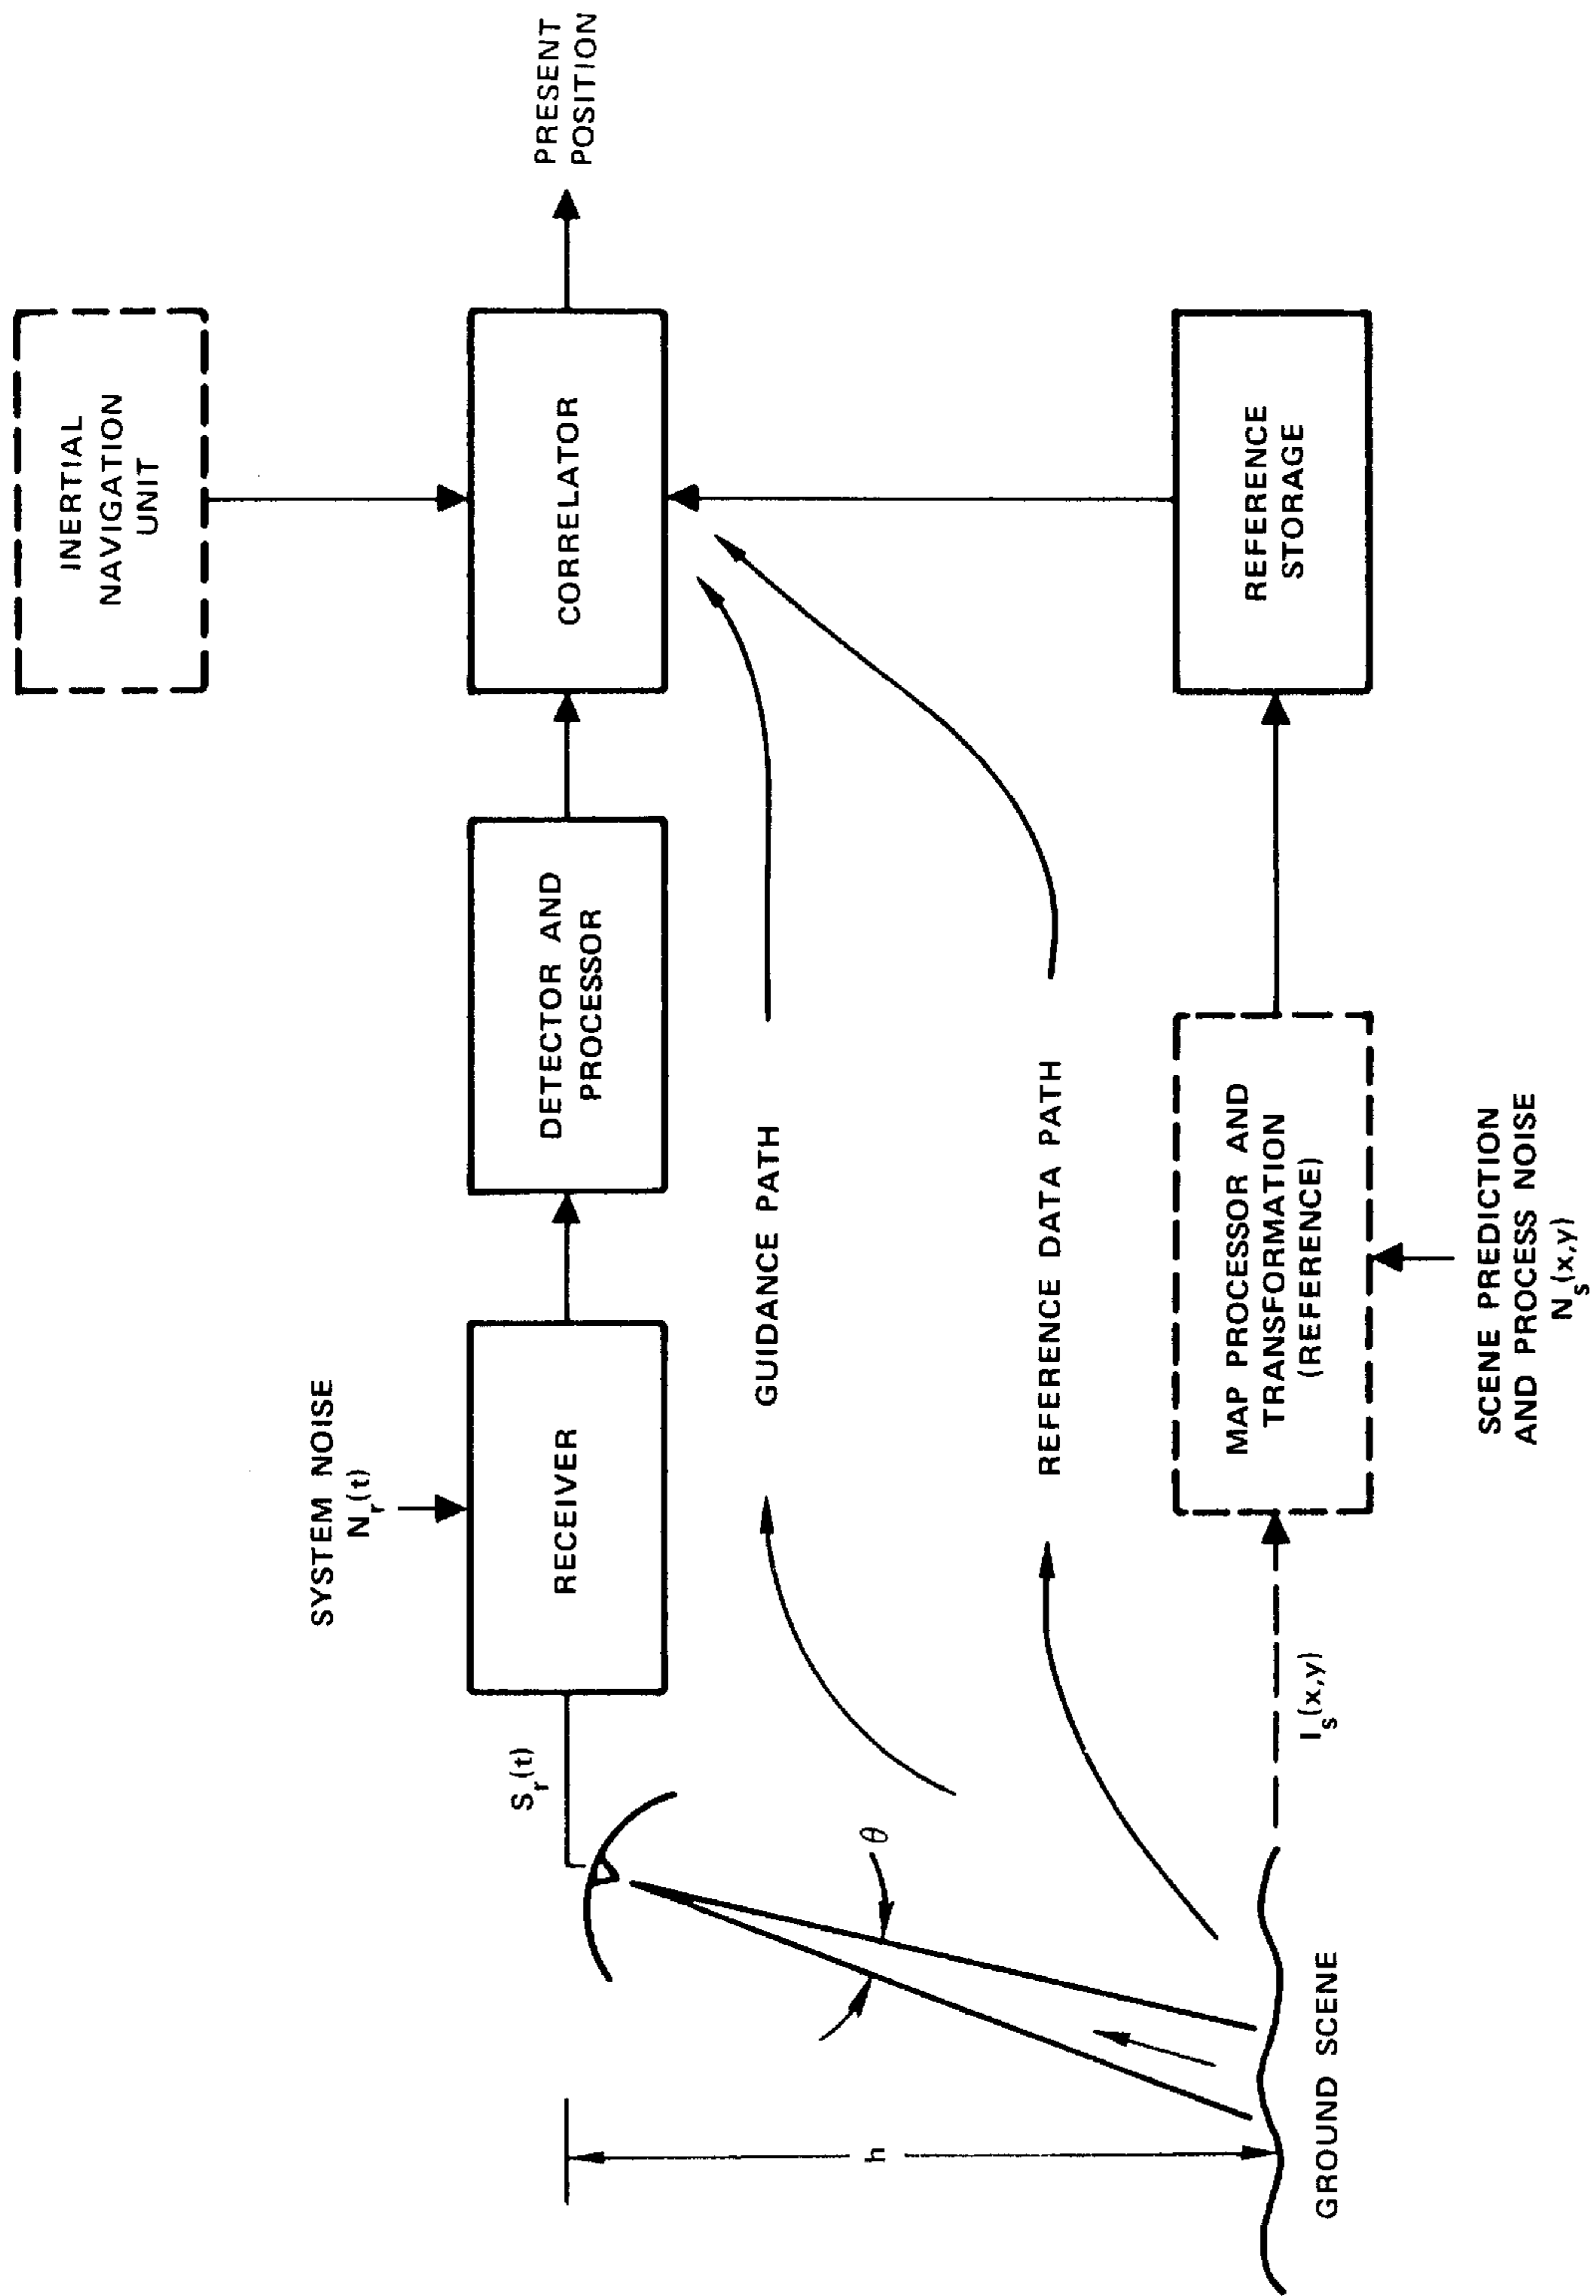 INERTIAL
NAVIGATION
UNIT
SYSTEM NOISE
N_r(t)
S_r(t)
RECEIVER
DETECTOR AND
PROCESSOR
CORRELATOR
PRESENT
POSITION
θ
h
GUIDANCE PATH
REFERENCE DATA PATH
GROUND SCENE
I_s(x,y)
MAP PROCESSOR AND
TRANSFORMATION
(REFERENCE)
REFERENCE
STORAGE
SCENE PREDICTION
AND PROCESS NOISE
N_s(x,y)